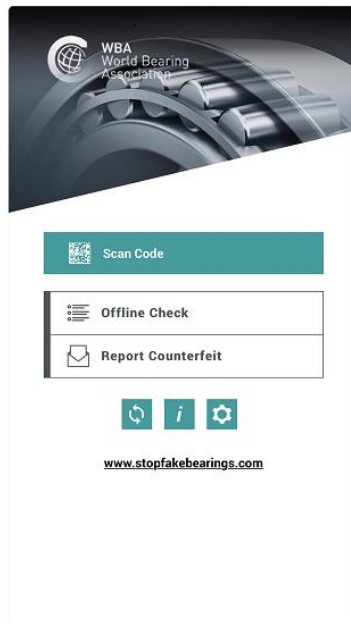 WBA
World Bearing
Association
Scan Code
Offline Check
Report Counterfeit
i
www.stopfakebearings.com